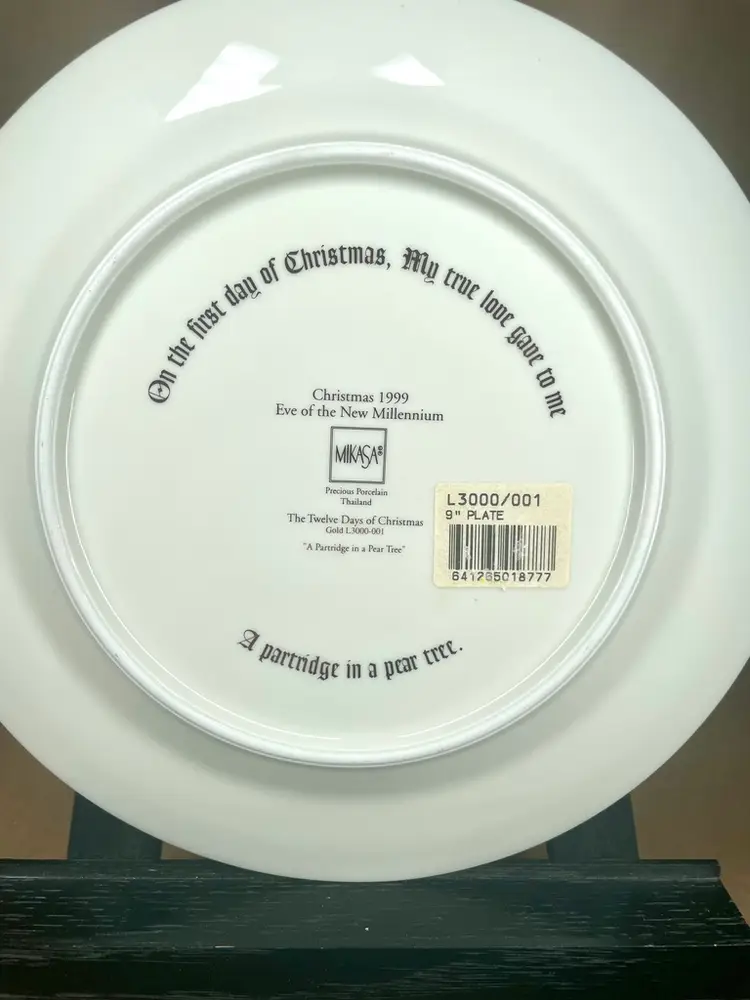 On the first day of Christmas, My true love gave to me
Christmas 1999
Eve of the New Millennium
MIKASA®
Precious Porcelain
Thailand
The Twelve Days of Christmas
Gold L3000-001
"A Partridge in a Pear Tree"
L3000/001
9" PLATE
641235018777
A partridge in a pear tree.